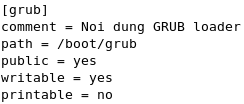 [grub]
comment = Noi dung GRUB loader
path = /boot/grub
public = yes
writable = yes
printable = no